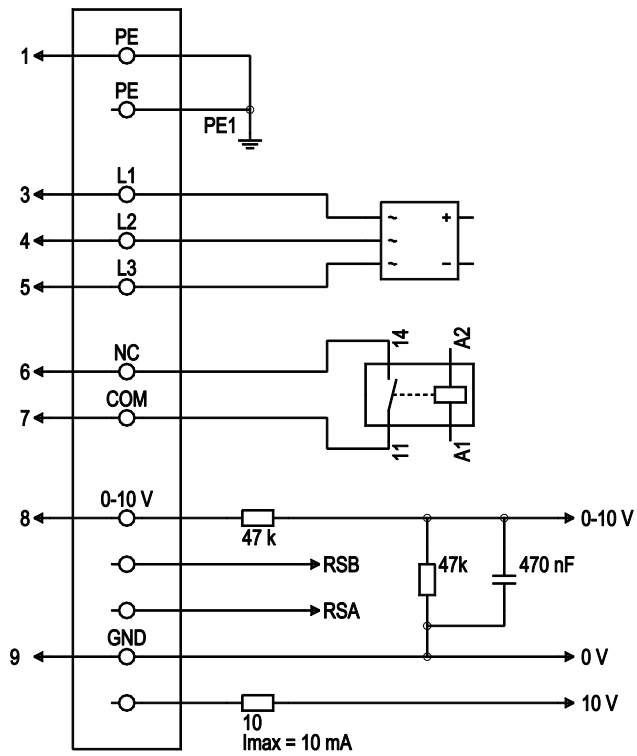 PE
1
PE
PE1
L1
3
L2
4
L3
5
~
+
~
~
−
NC
6
COM
7
14
A2
11
A1
0-10 V
8
47 k
0-10 V
RSB
47k
470 nF
RSA
GND
9
0 V
10
10 V
Imax = 10 mA